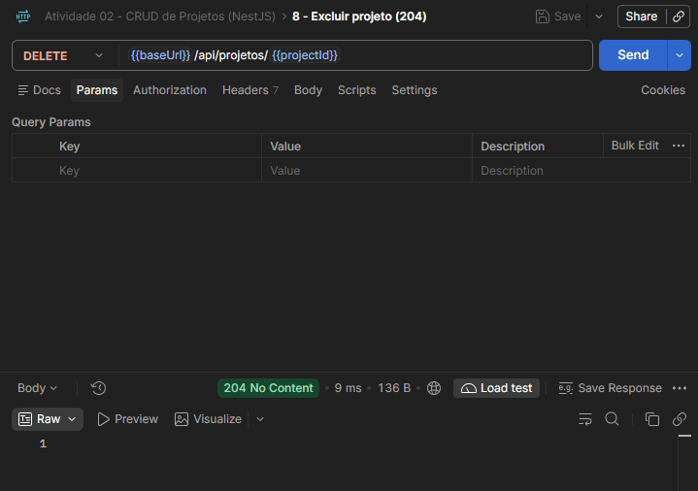 HTTP Atividade 02 - CRUD de Projetos (NestJS) > 8 - Excluir projeto (204) Save Share
DELETE {{baseUrl}} /api/projetos/ {{projectId}} Send
Docs Params Authorization Headers 7 Body Scripts Settings Cookies
Query Params
Key Value Description Bulk Edit
Key Value Description
Body 204 No Content • 9 ms • 136 B • Load test e.g. Save Response
Raw Preview Visualize
1